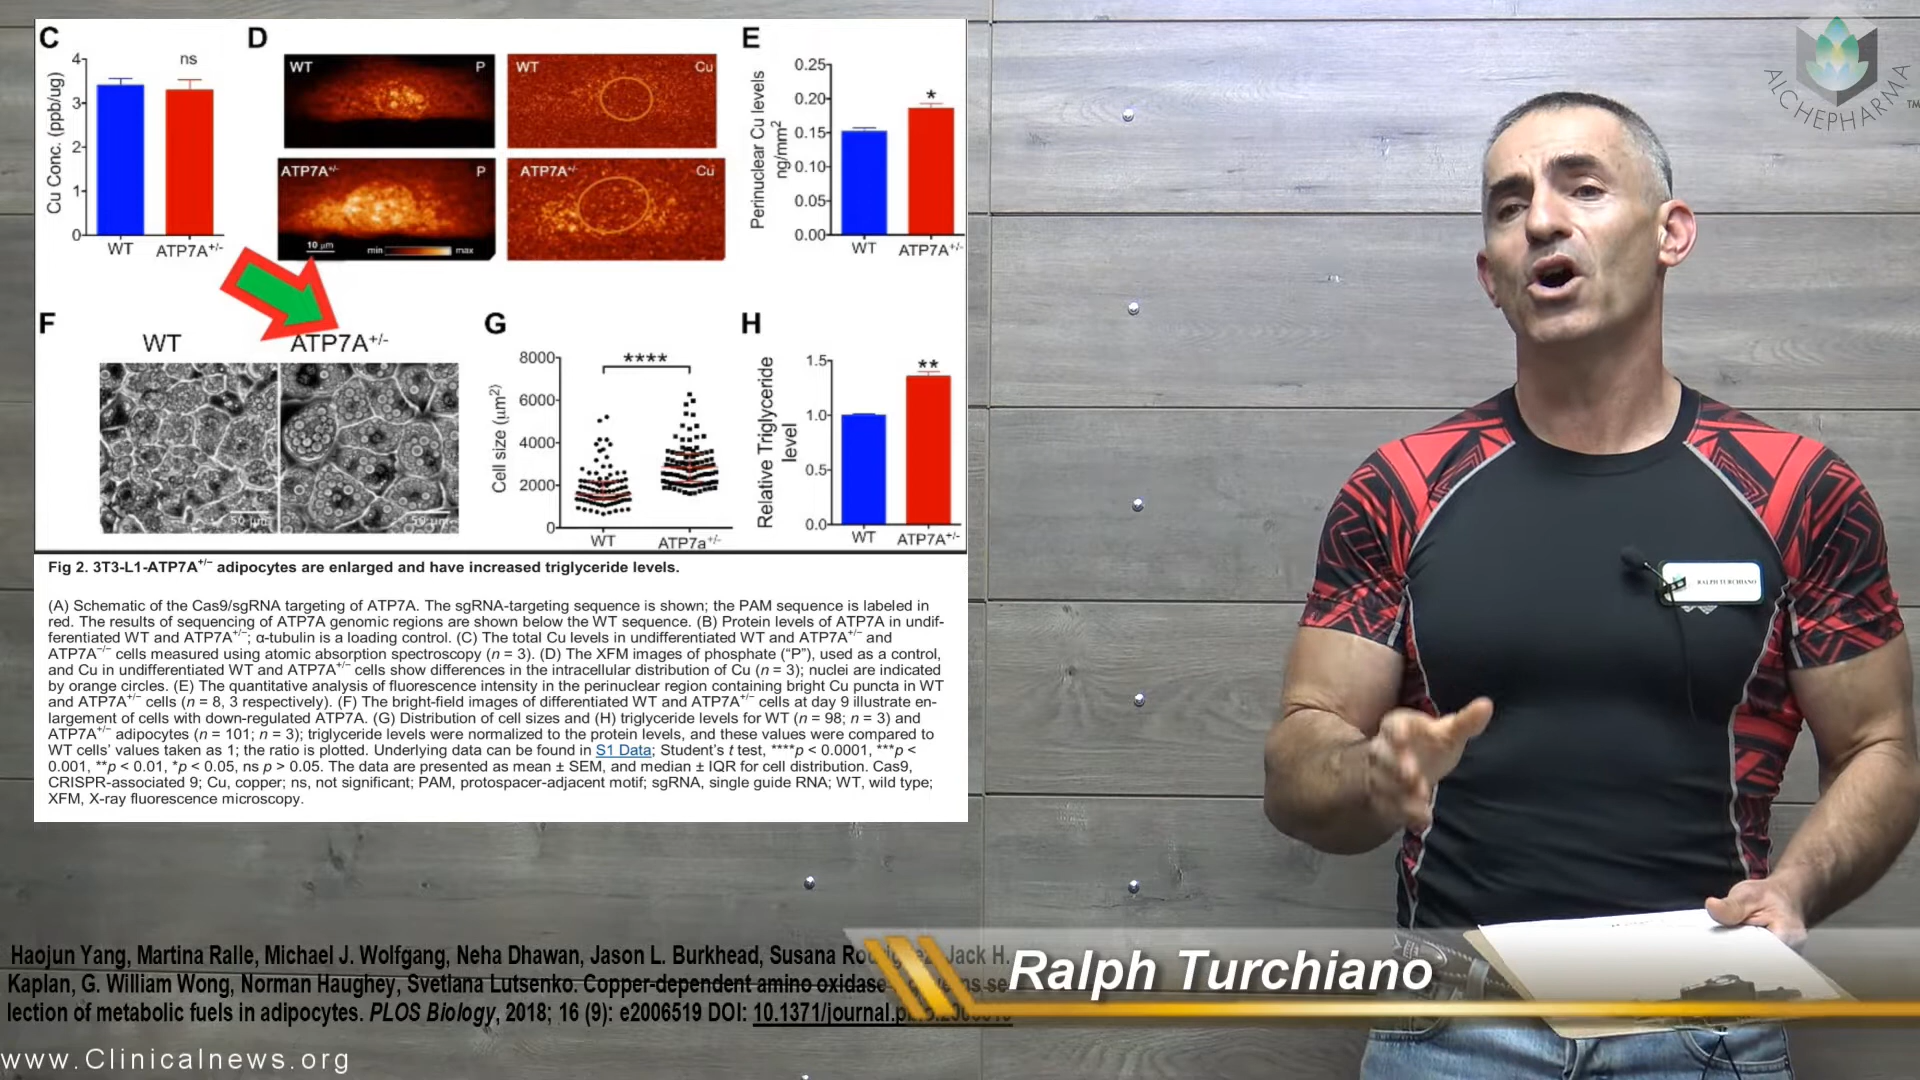 C
Cu Conc. (ppb/ug)
4
3
2
1
0
ns
WT
ATP7A+/-
D
WT P
WT Cu
ATP7A+/- P
10 µm
min max
ATP7A+/- Cu
E
Perinuclear Cu levels
ng/mm2
0.25
0.20
0.15
0.10
0.05
0.00
*
WT
ATP7A+/-
F
WT
ATP7A+/-
50 µm
50 µm
G
Cell size (µm2)
8000
6000
4000
2000
0
****
WT
ATP7a+/-
H
Relative Triglyceride
level
1.5
1.0
0.5
0.0
**
WT
ATP7A+/-
Fig 2. 3T3-L1-ATP7A+/− adipocytes are enlarged and have increased triglyceride levels.
(A) Schematic of the Cas9/sgRNA targeting of ATP7A. The sgRNA-targeting sequence is shown; the PAM sequence is labeled in
red. The results of sequencing of ATP7A genomic regions are shown below the WT sequence. (B) Protein levels of ATP7A in undif-
ferentiated WT and ATP7A+/−; α-tubulin is a loading control. (C) The total Cu levels in undifferentiated WT and ATP7A+/− and
ATP7A−/− cells measured using atomic absorption spectroscopy (n = 3). (D) The XFM images of phosphate (“P”), used as a control,
and Cu in undifferentiated WT and ATP7A+/− cells show differences in the intracellular distribution of Cu (n = 3); nuclei are indicated
by orange circles. (E) The quantitative analysis of fluorescence intensity in the perinuclear region containing bright Cu puncta in WT
and ATP7A+/− cells (n = 8, 3 respectively). (F) The bright-field images of differentiated WT and ATP7A+/− cells at day 9 illustrate en-
largement of cells with down-regulated ATP7A. (G) Distribution of cell sizes and (H) triglyceride levels for WT (n = 98; n = 3) and
ATP7A+/− adipocytes (n = 101; n = 3); triglyceride levels were normalized to the protein levels, and these values were compared to
WT cells’ values taken as 1; the ratio is plotted. Underlying data can be found in S1 Data; Student’s t test, ****p < 0.0001, ***p <
0.001, **p < 0.01, *p < 0.05, ns p > 0.05. The data are presented as mean ± SEM, and median ± IQR for cell distribution. Cas9,
CRISPR-associated 9; Cu, copper; ns, not significant; PAM, protospacer-adjacent motif; sgRNA, single guide RNA; WT, wild type;
XFM, X-ray fluorescence microscopy.
ALCHEPHARMA TM
RALPH TURCHIANO
Haojun Yang, Martina Ralle, Michael J. Wolfgang, Neha Dhawan, Jason L. Burkhead, Susana Jack H.
Kaplan, G. William Wong, Norman Haughey, Svetlana Lutsenko. Copper-dependent amino oxidase se-
lection of metabolic fuels in adipocytes. PLOS Biology, 2018; 16 (9): e2006519 DOI: 10.1371/journal.
Ralph Turchiano
www.Clinicalnews.org